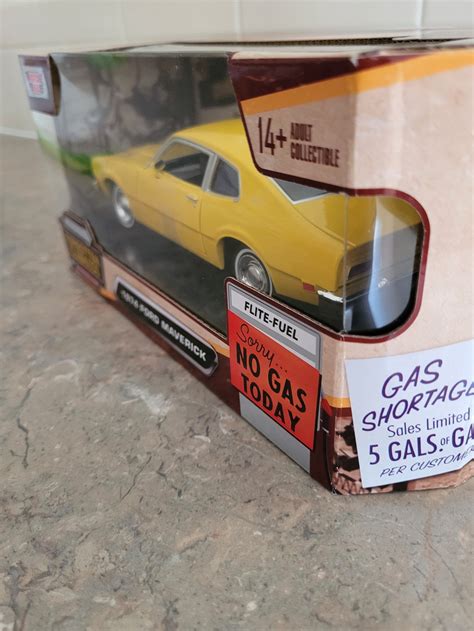 14+ ADULT
COLLECTIBLE
1974 FORD MAVERICK
FLITE-FUEL
Sorry...
NO GAS
TODAY
GAS
SHORTAGE
Sales Limited
5 GALS. OF GA
PER CUSTOME